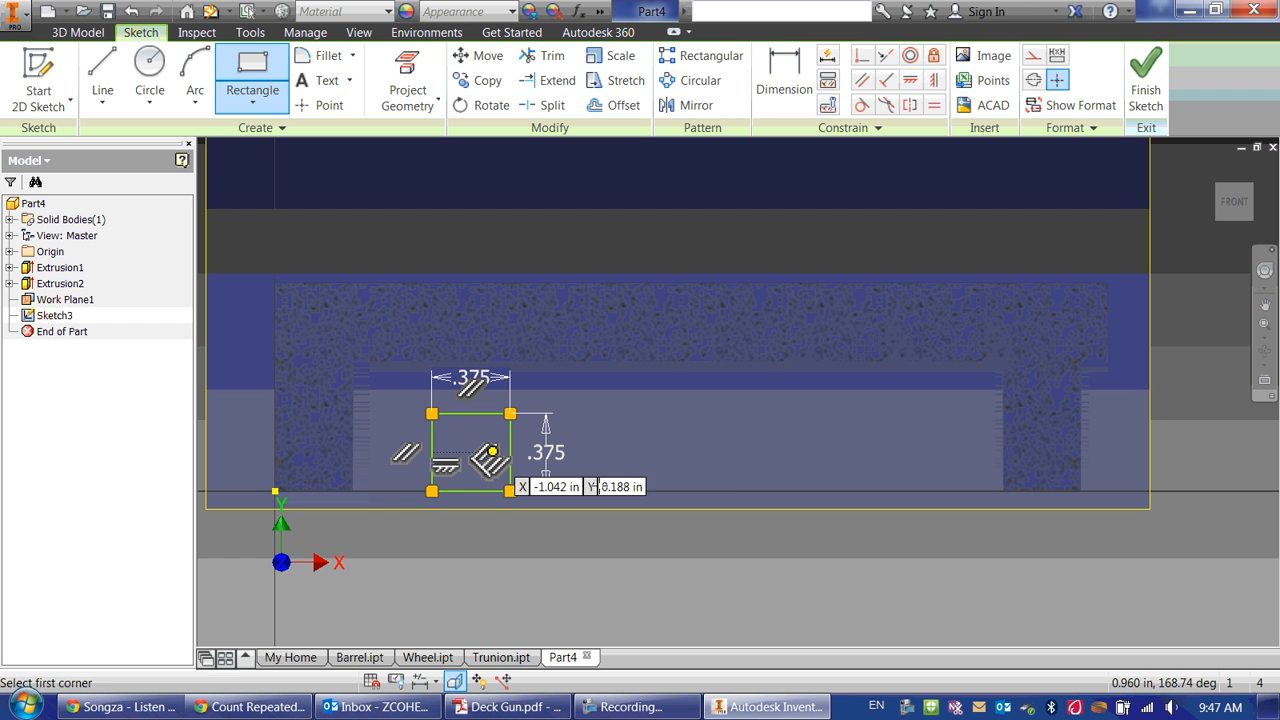 PRO
Material
Appearance
Part4
Sign In
3D Model
Sketch
Inspect
Tools
Manage
View
Environments
Get Started
Autodesk 360
Start
2D Sketch
Line
Circle
Arc
Rectangle
Fillet
Text
Point
Project
Geometry
Move
Copy
Rotate
Trim
Extend
Split
Scale
Stretch
Offset
Rectangular
Circular
Mirror
Dimension
Image
Points
ACAD
Show Format
Finish
Sketch
Sketch
Create
Modify
Pattern
Constrain
Insert
Format
Exit
Model
Part4
Solid Bodies(1)
View: Master
Origin
Extrusion1
Extrusion2
Work Plane1
Sketch3
End of Part
FRONT
.375
.375
X -1.042 in Y -0.188 in
Y
X
My Home
Barrel.ipt
Wheel.ipt
Trunion.ipt
Part4
Select first corner
0.960 in, 168.74 deg 1 4
Songza – Listen ...
Count Repeated...
Inbox - ZCOHE...
Deck Gun.pdf - ...
Recording...
Autodesk Invent...
EN
9:47 AM